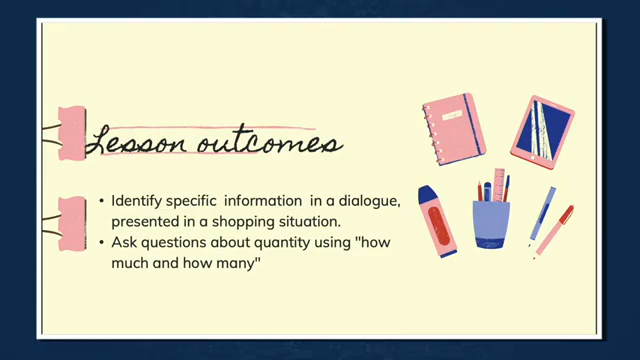 Lesson outcomes
• Identify specific information in a dialogue,
presented in a shopping situation.
• Ask questions about quantity using "how
much and how many"